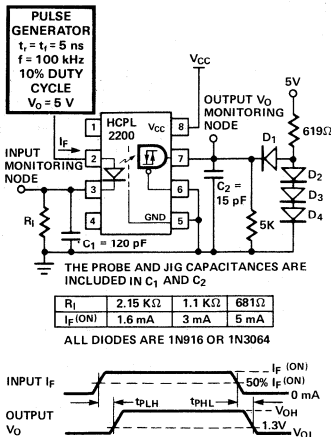 PULSE
GENERATOR
tr = tf = 5 ns
f = 100 kHz
10% DUTY
CYCLE
VO = 5 V
VCC
5V
HCPL
2200
VCC
OUTPUT VO
MONITORING
NODE
D1
619Ω
D2
D3
D4
IF
INPUT
MONITORING
NODE
1
2
3
4
8
7
6
5
GND
C2 =
15 pF
5K
RI
C1 = 120 pF
THE PROBE AND JIG CAPACITANCES ARE
INCLUDED IN C1 AND C2
RI 2.15 KΩ 1.1 KΩ 681Ω
IF (ON) 1.6 mA 3 mA 5 mA
ALL DIODES ARE 1N916 OR 1N3064
INPUT IF
IF (ON)
50% IF(ON)
0 mA
tPLH
tPHL
OUTPUT
VO
VOH
1.3V
VOL